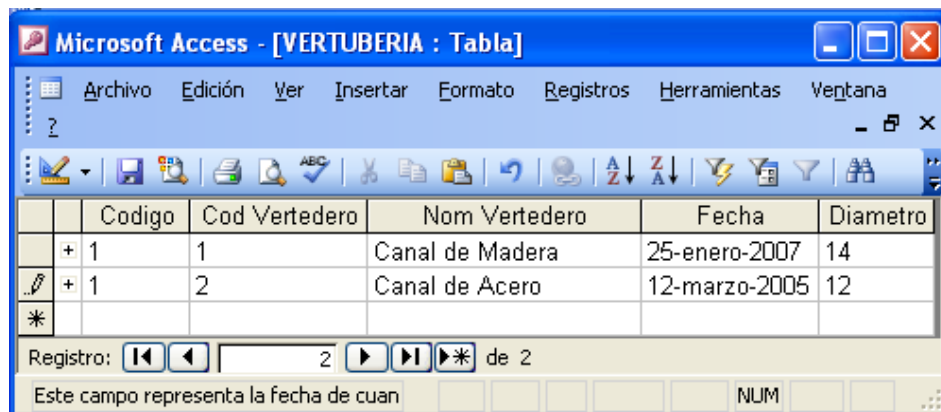 Microsoft Access - [VERTUBERIA : Tabla]
Archivo Edición Ver Insertar Formato Registros Herramientas Ventana
?
ABC A Z Z A
Codigo Cod Vertedero Nom Vertedero Fecha Diametro
1 1 Canal de Madera 25-enero-2007 14
1 2 Canal de Acero 12-marzo-2005 12
Registro: 2 de 2
Este campo representa la fecha de cuan NUM